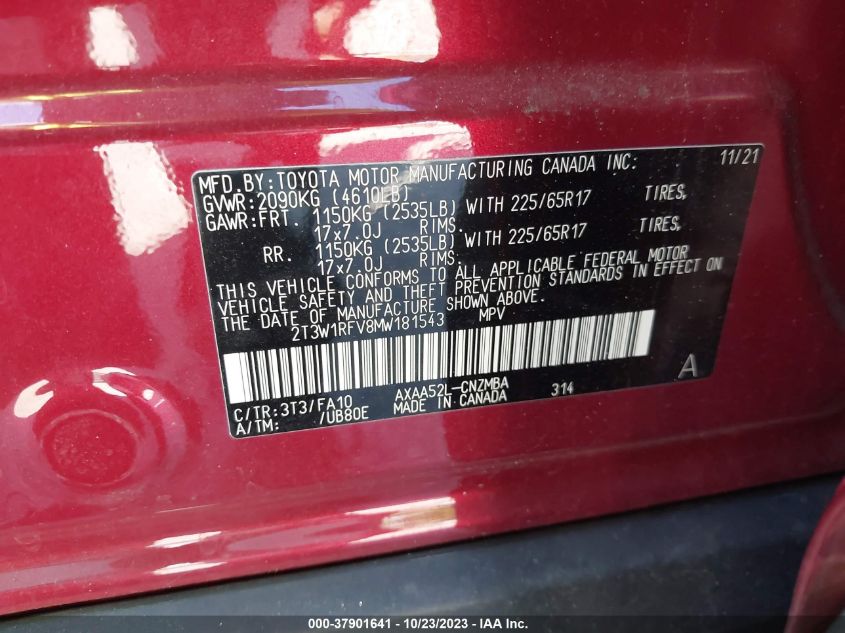 MFD.BY:TOYOTA MOTOR MANUFACTURING CANADA INC: 11/21
GVWR:2090KG (4610LB)
GAWR:FRT. 1150KG (2535LB) WITH 225/65R17 TIRES,
17x7.0J RIMS.
RR. 1150KG (2535LB) WITH 225/65R17 TIRES,
17x7.0J RIMS.
THIS VEHICLE CONFORMS TO ALL APPLICABLE FEDERAL MOTOR
VEHICLE SAFETY AND THEFT PREVENTION STANDARDS IN EFFECT ON
THE DATE OF MANUFACTURE SHOWN ABOVE.
2T3W1RFV8MW181543 MPV
A
C/TR:3T3/FA10 AXAA52L-CNZMBA 314
A/TM: /UB80E MADE IN CANADA
000-37901641 - 10/23/2023 - IAA Inc.